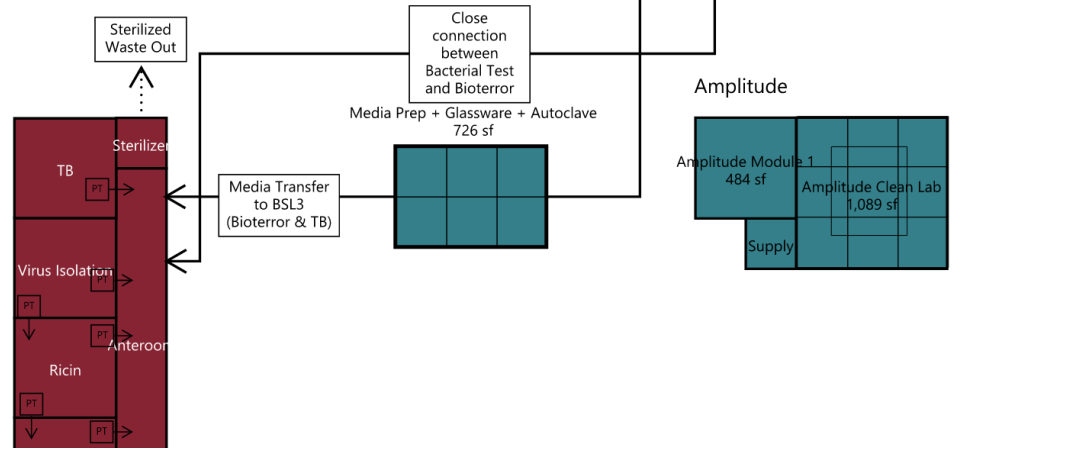 Sterilized
Waste Out
Close
connection
between
Bacterial Test
and Bioterror
Amplitude
Media Prep + Glassware + Autoclave
726 sf
Sterilizer
TB
PT
Media Transfer
to BSL3
(Bioterror & TB)
Amplitude Module 1
484 sf
Amplitude Clean Lab
1,089 sf
Supply
Virus Isolation
PT
PT
PT
Anteroom
Ricin
PT
PT